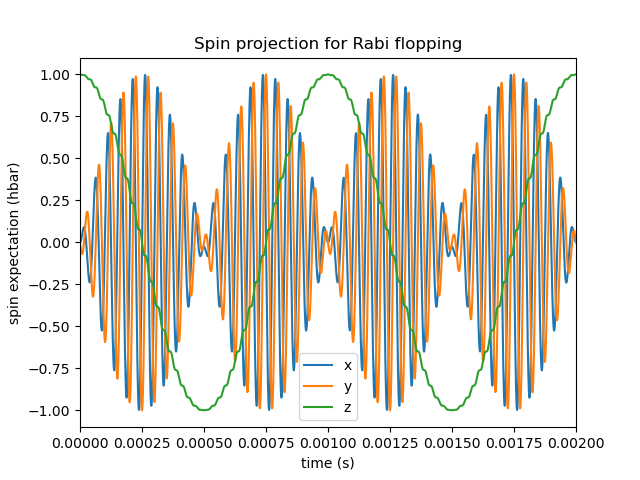 Spin projection for Rabi flopping
1.00
0.75
0.50
0.25
0.00
−0.25
−0.50
−0.75
−1.00
spin expectation (hbar)
x
y
z
0.00000 0.00025 0.00050 0.00075 0.00100 0.00125 0.00150 0.00175 0.00200
time (s)